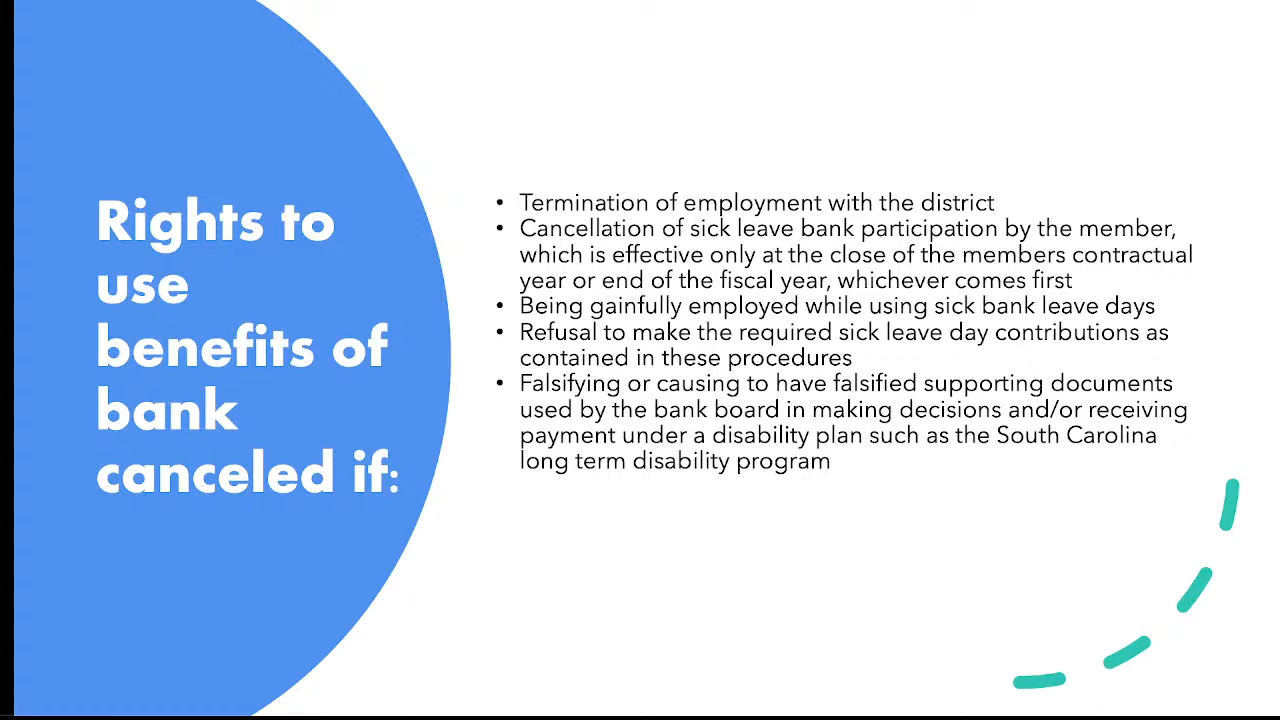 Rights to
use
benefits of
bank
canceled if:
• Termination of employment with the district
• Cancellation of sick leave bank participation by the member,
which is effective only at the close of the members contractual
year or end of the fiscal year, whichever comes first
• Being gainfully employed while using sick bank leave days
• Refusal to make the required sick leave day contributions as
contained in these procedures
• Falsifying or causing to have falsified supporting documents
used by the bank board in making decisions and/or receiving
payment under a disability plan such as the South Carolina
long term disability program